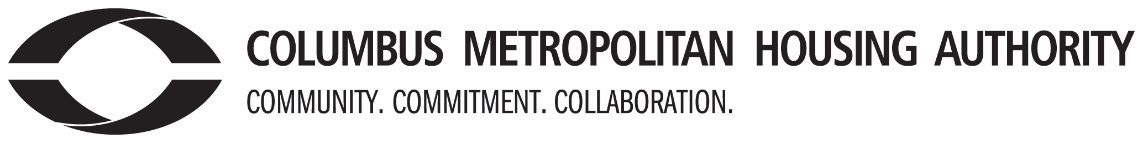 COLUMBUS METROPOLITAN HOUSING AUTHORITY
COMMUNITY. COMMITMENT. COLLABORATION.